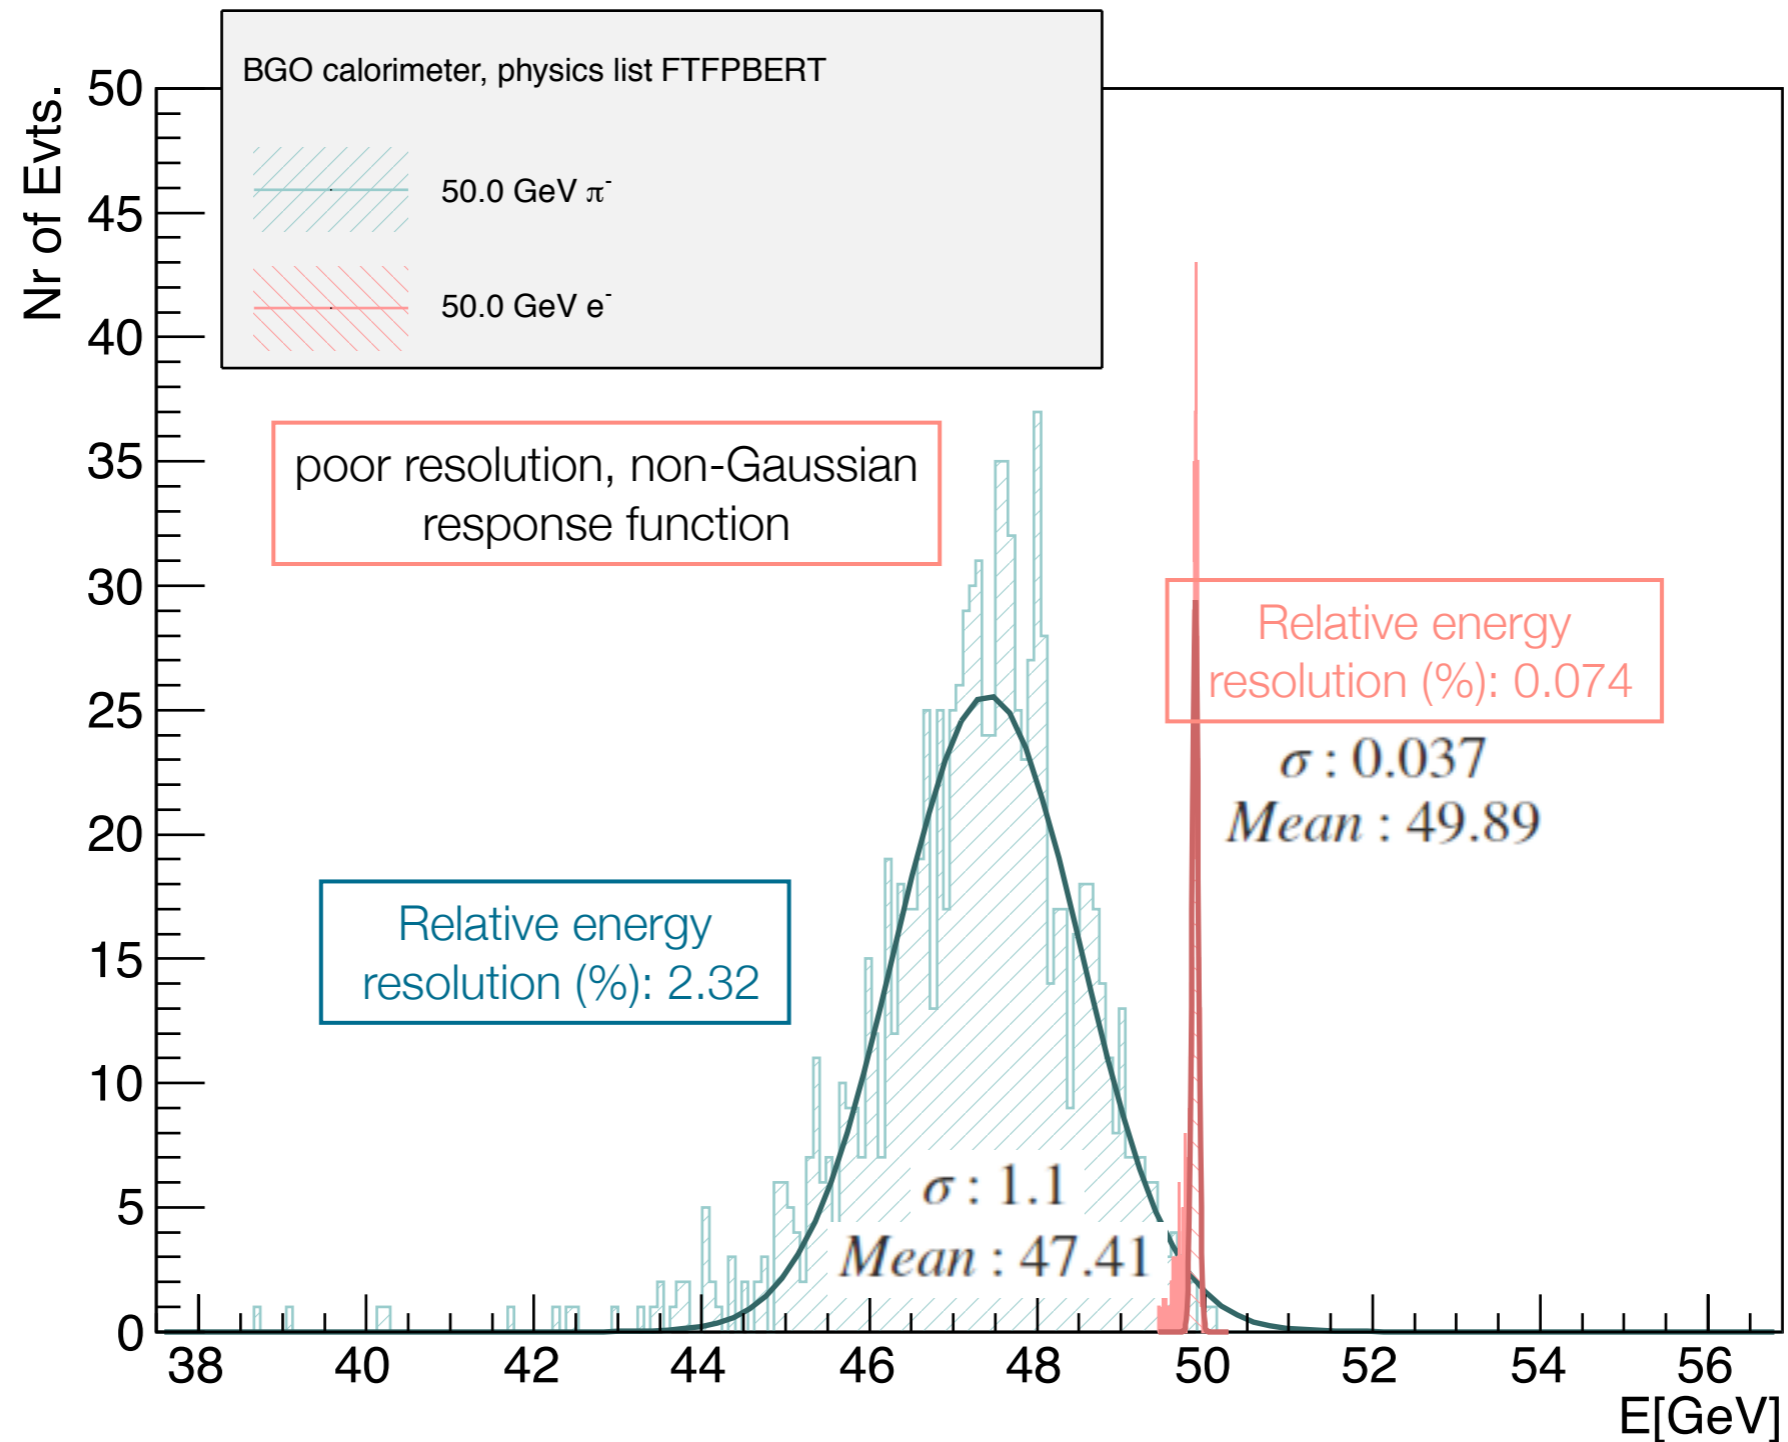 BGO calorimeter, physics list FTFPBERT
50.0 GeV π-
50.0 GeV e-
Nr of Evts.
50
45
40
35
30
25
20
15
10
5
0
poor resolution, non-Gaussian
response function
Relative energy
resolution (%): 0.074
σ : 0.037
Mean : 49.89
Relative energy
resolution (%): 2.32
σ : 1.1
Mean : 47.41
38 40 42 44 46 48 50 52 54 56
E[GeV]